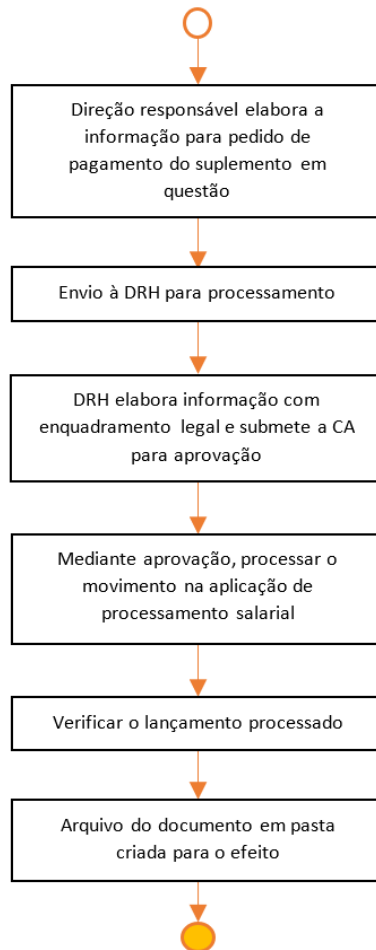 Direção responsável elabora a
informação para pedido de
pagamento do suplemento em
questão
Envio à DRH para processamento
DRH elabora informação com
enquadramento legal e submete a CA
para aprovação
Mediante aprovação, processar o
movimento na aplicação de
processamento salarial
Verificar o lançamento processado
Arquivo do documento em pasta
criada para o efeito